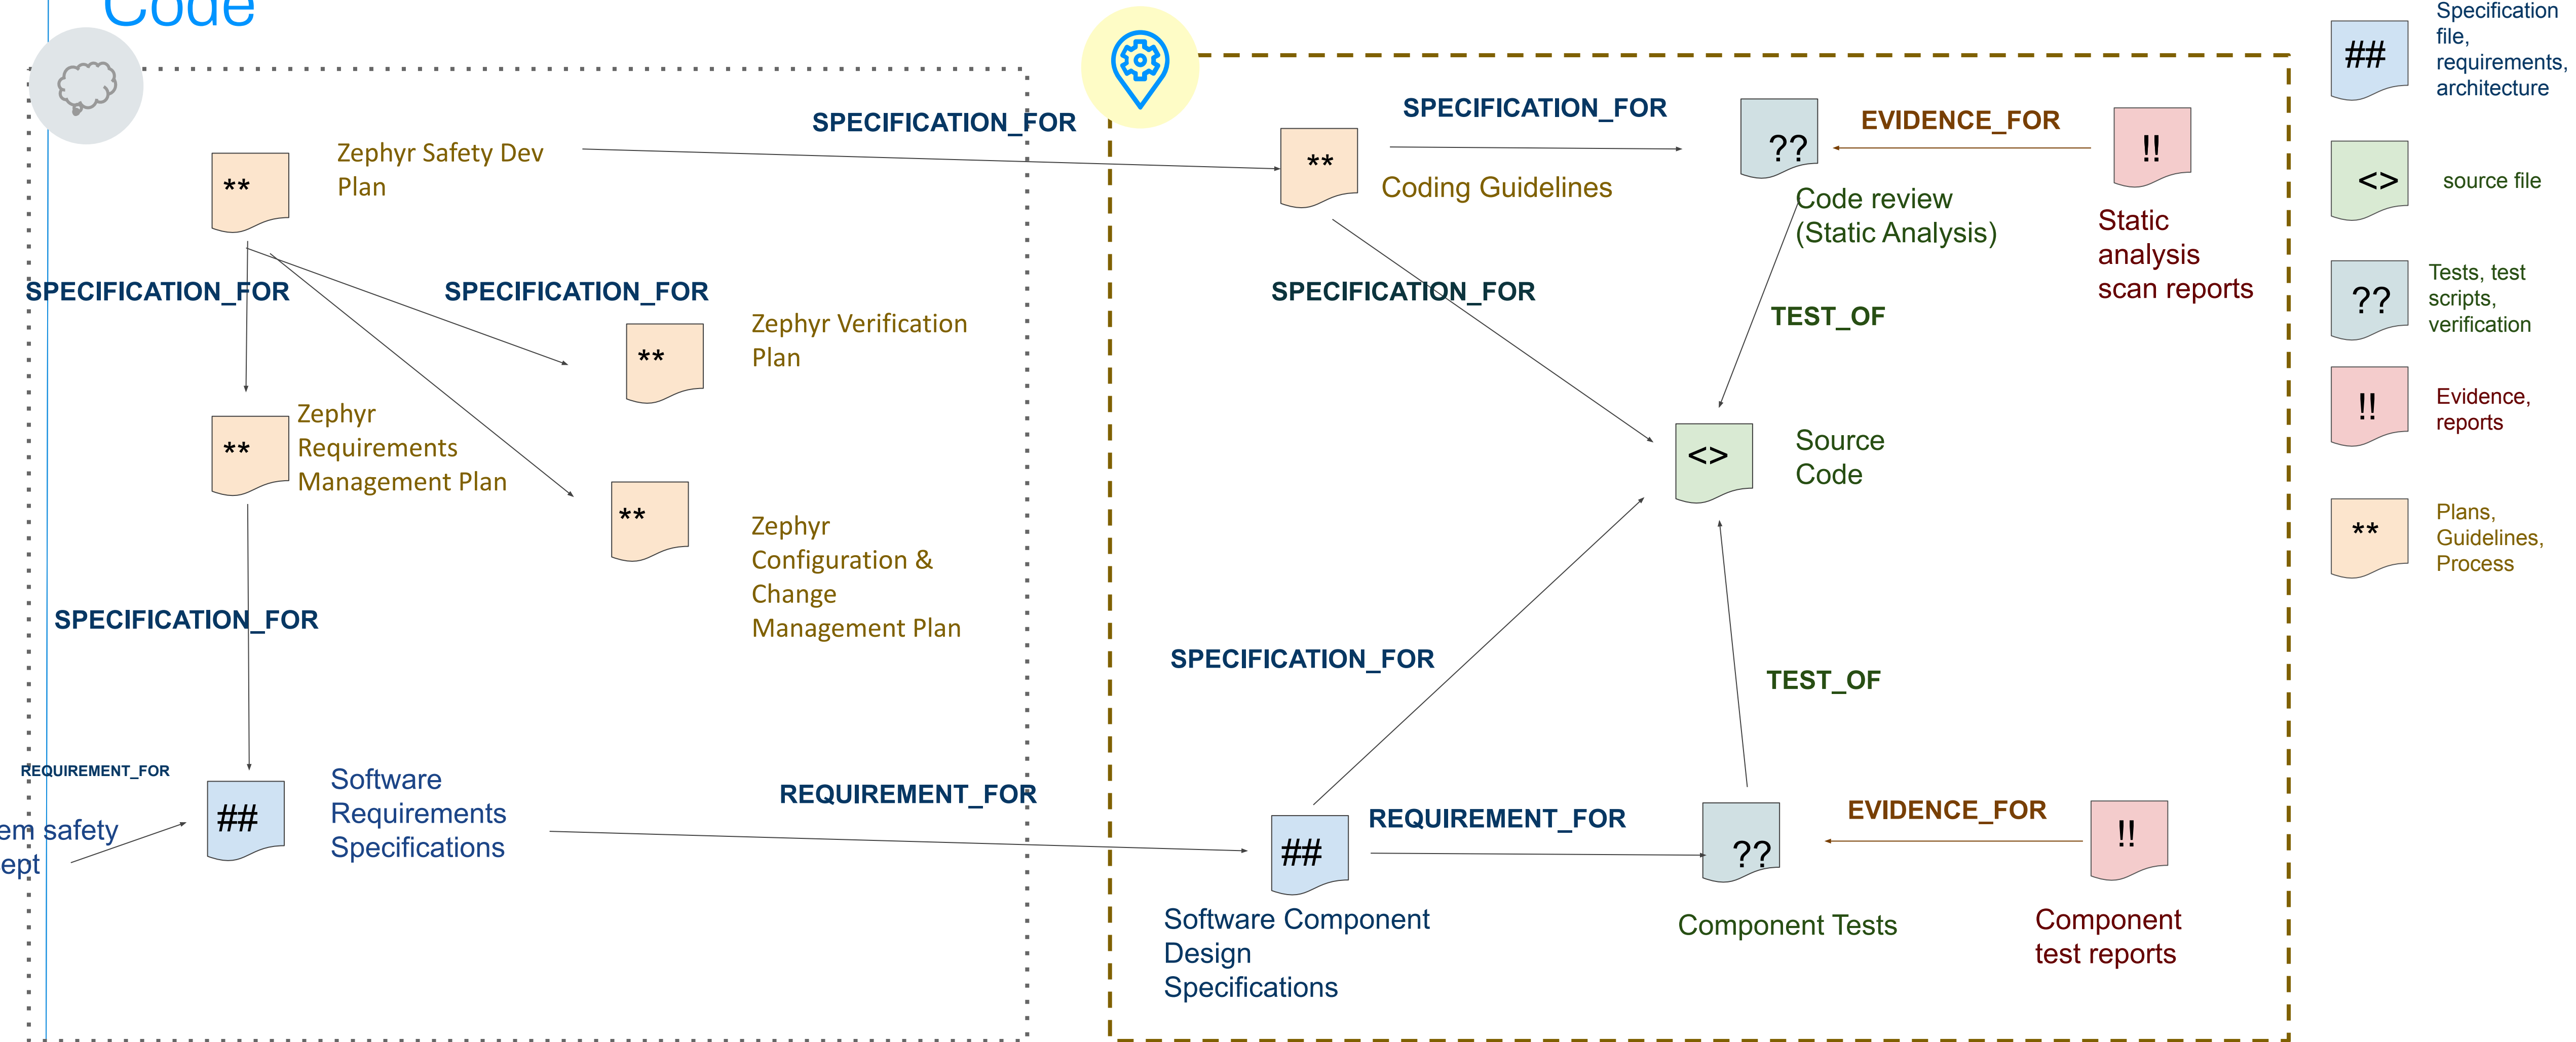 Code
SPECIFICATION_FOR
**
Zephyr Safety Dev
Plan
SPECIFICATION_FOR
SPECIFICATION_FOR
**
Zephyr Verification
Plan
**
Zephyr
Requirements
Management Plan
**
Zephyr
Configuration &
Change
Management Plan
SPECIFICATION_FOR
REQUIREMENT_FOR
em safety
ept
##
Software
Requirements
Specifications
REQUIREMENT_FOR
**
Coding Guidelines
SPECIFICATION_FOR
??
Code review
(Static Analysis)
EVIDENCE_FOR
!!
Static
analysis
scan reports
SPECIFICATION_FOR
TEST_OF
<>
Source
Code
SPECIFICATION_FOR
TEST_OF
##
Software Component
Design
Specifications
REQUIREMENT_FOR
??
Component Tests
EVIDENCE_FOR
!!
Component
test reports
##
Specification
file,
requirements,
architecture
<>
source file
??
Tests, test
scripts,
verification
!!
Evidence,
reports
**
Plans,
Guidelines,
Process